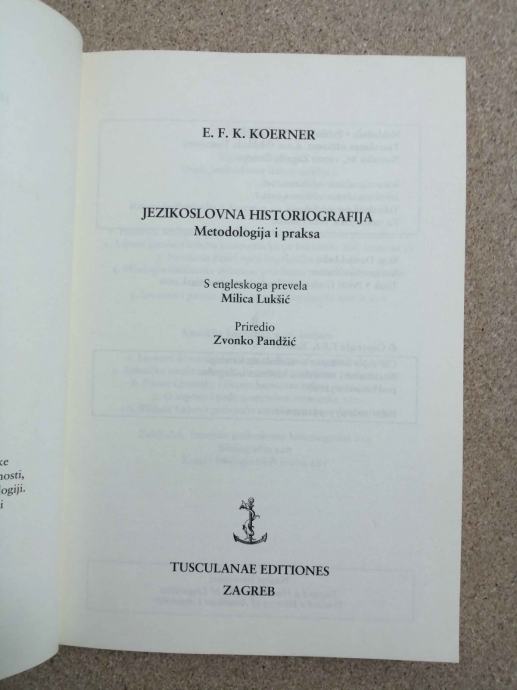 E. F. K. KOERNER
JEZIKOSLOVNA HISTORIOGRAFIJA
Metodologija i praksa
S engleskoga prevela
Milica Lukšić
Priredio
Zvonko Pandžić
TUSCULANAE EDITIONES
ZAGREB